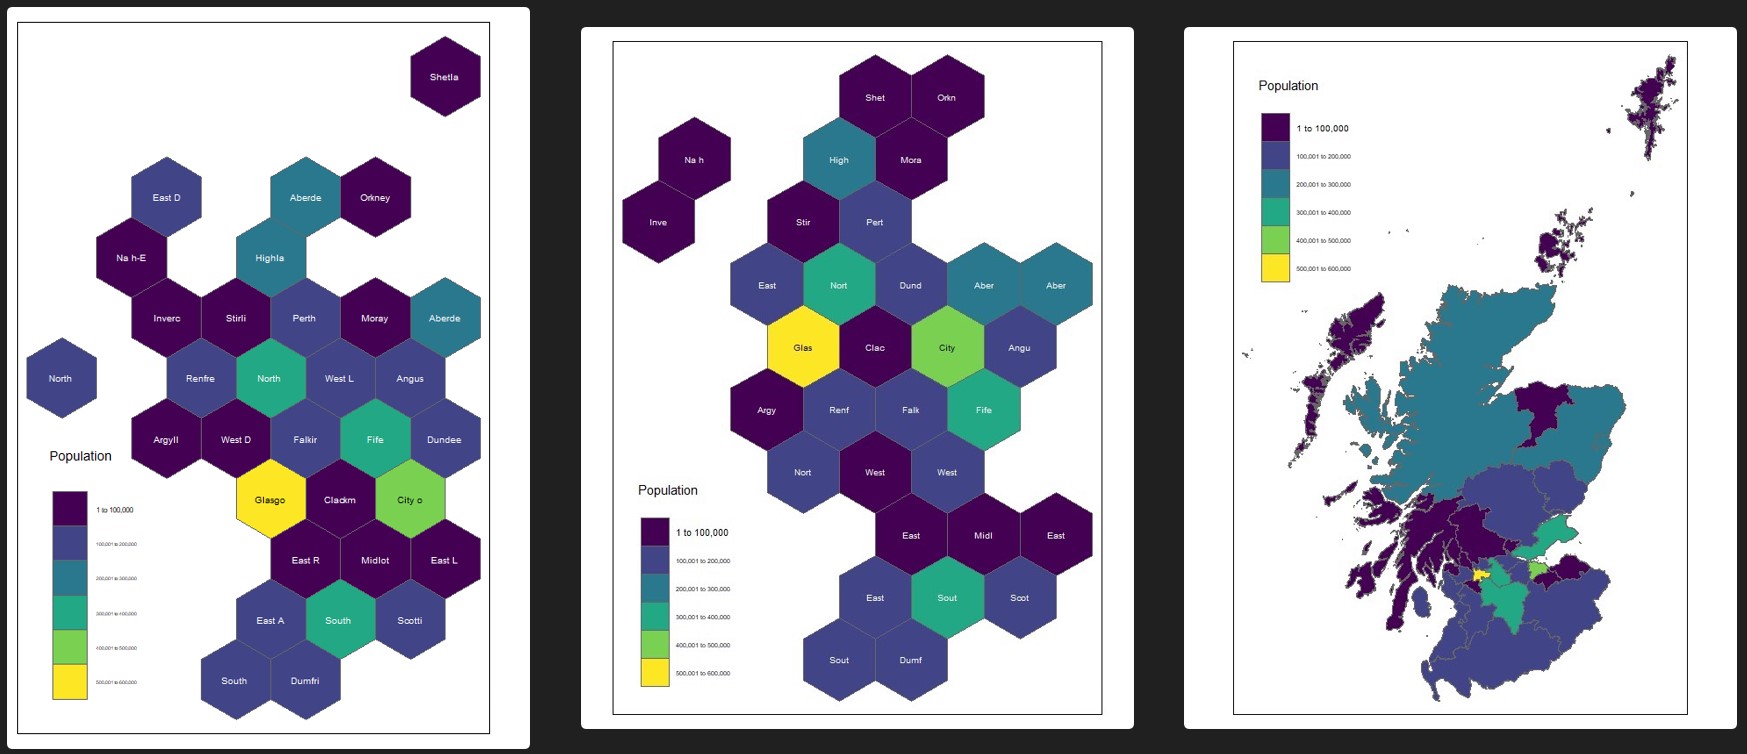 Shetla
East D
Aberde
Orkney
Na h-E
Highla
Inverc
Stirli
Perth
Moray
Aberde
North
Renfre
North
West L
Angus
Argyll
West D
Falkir
Fife
Dundee
Population
Glasgo
Clackm
City o
1 to 100,000
100,001 to 200,000
200,001 to 300,000
300,001 to 400,000
400,001 to 500,000
500,001 to 600,000
East R
Midlot
East L
East A
South
Scotti
South
Dumfri
Shet
Orkn
Na h
High
Mora
Inve
Stir
Pert
East
Nort
Dund
Aber
Aber
Glas
Clac
City
Angu
Argy
Renf
Falk
Fife
Nort
West
West
Population
1 to 100,000
100,001 to 200,000
200,001 to 300,000
300,001 to 400,000
400,001 to 500,000
500,001 to 600,000
East
Midl
East
East
Sout
Scot
Sout
Dumf
Population
1 to 100,000
100,001 to 200,000
200,001 to 300,000
300,001 to 400,000
400,001 to 500,000
500,001 to 600,000